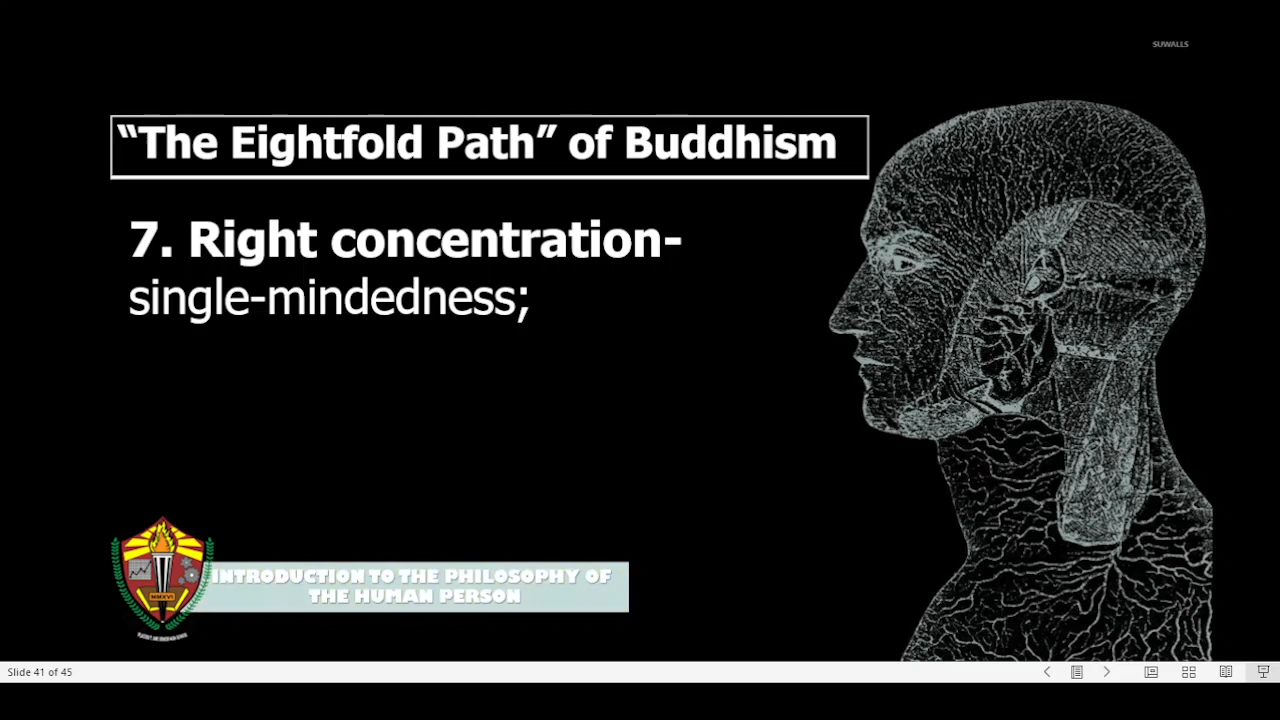 SUWALLS
“The Eightfold Path” of Buddhism
7. Right concentration-
single-mindedness;
MMXVI
INTRODUCTION TO THE PHILOSOPHY OF
THE HUMAN PERSON
Slide 41 of 45